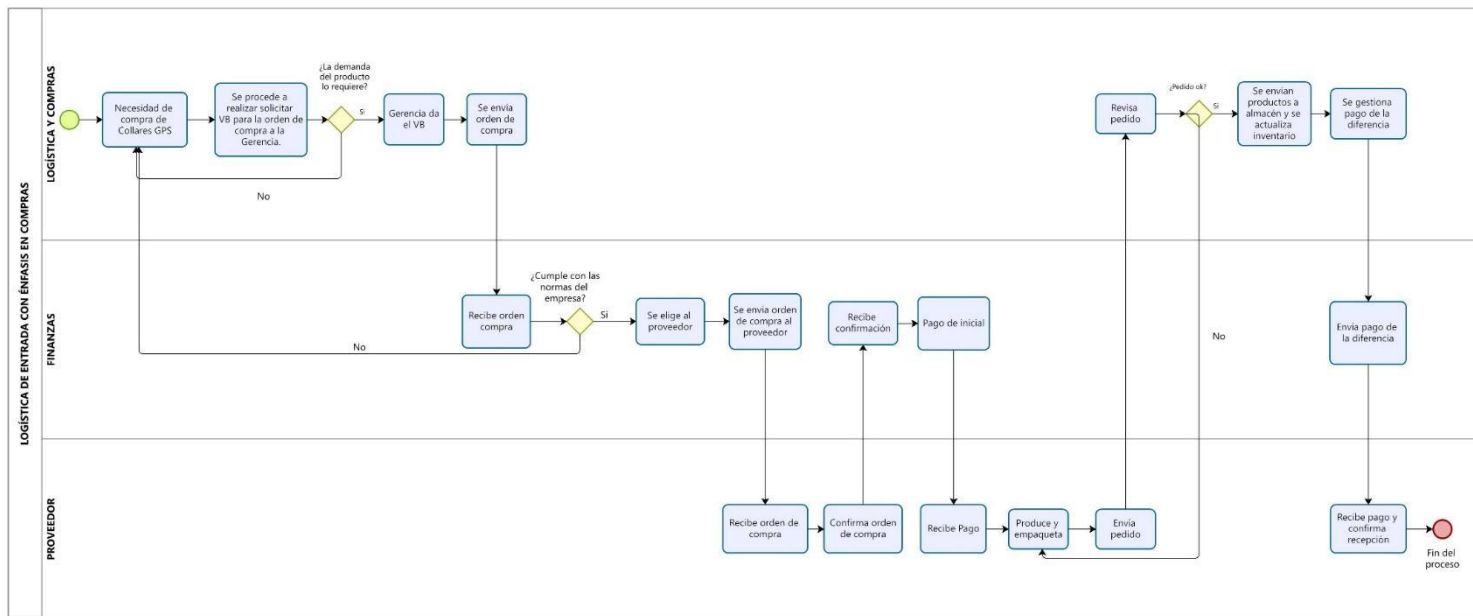 LOGÍSTICA DE ENTRADA CON ÉNFASIS EN COMPRAS
LOGÍSTICA Y COMPRAS
Necesidad de
compra de
Collares GPS
Se procede a
realizar solicitar
VB para la orden de
compra a la
Gerencia.
¿La demanda
del producto
lo requiere?
Si
No
Gerencia da
el VB
Se envia
orden de
compra
Revisa
pedido
¿Pedido ok?
Si
Se envian
productos a
almacén y se
actualiza
inventario
Se gestiona
pago de la
diferencia
FINANZAS
Recibe orden
compra
¿Cumple con las
normas del
empresa?
Si
No
Se elige al
proveedor
Se envia orden
de compra al
proveedor
Recibe
confirmación
Pago de inicial
No
Envia pago de
la diferencia
PROVEEDOR
Recibe orden de
compra
Confirma orden
de compra
Recibe Pago
Produce y
empaqueta
Envía
pedido
Recibe pago y
confirma
recepción
Fin del
proceso